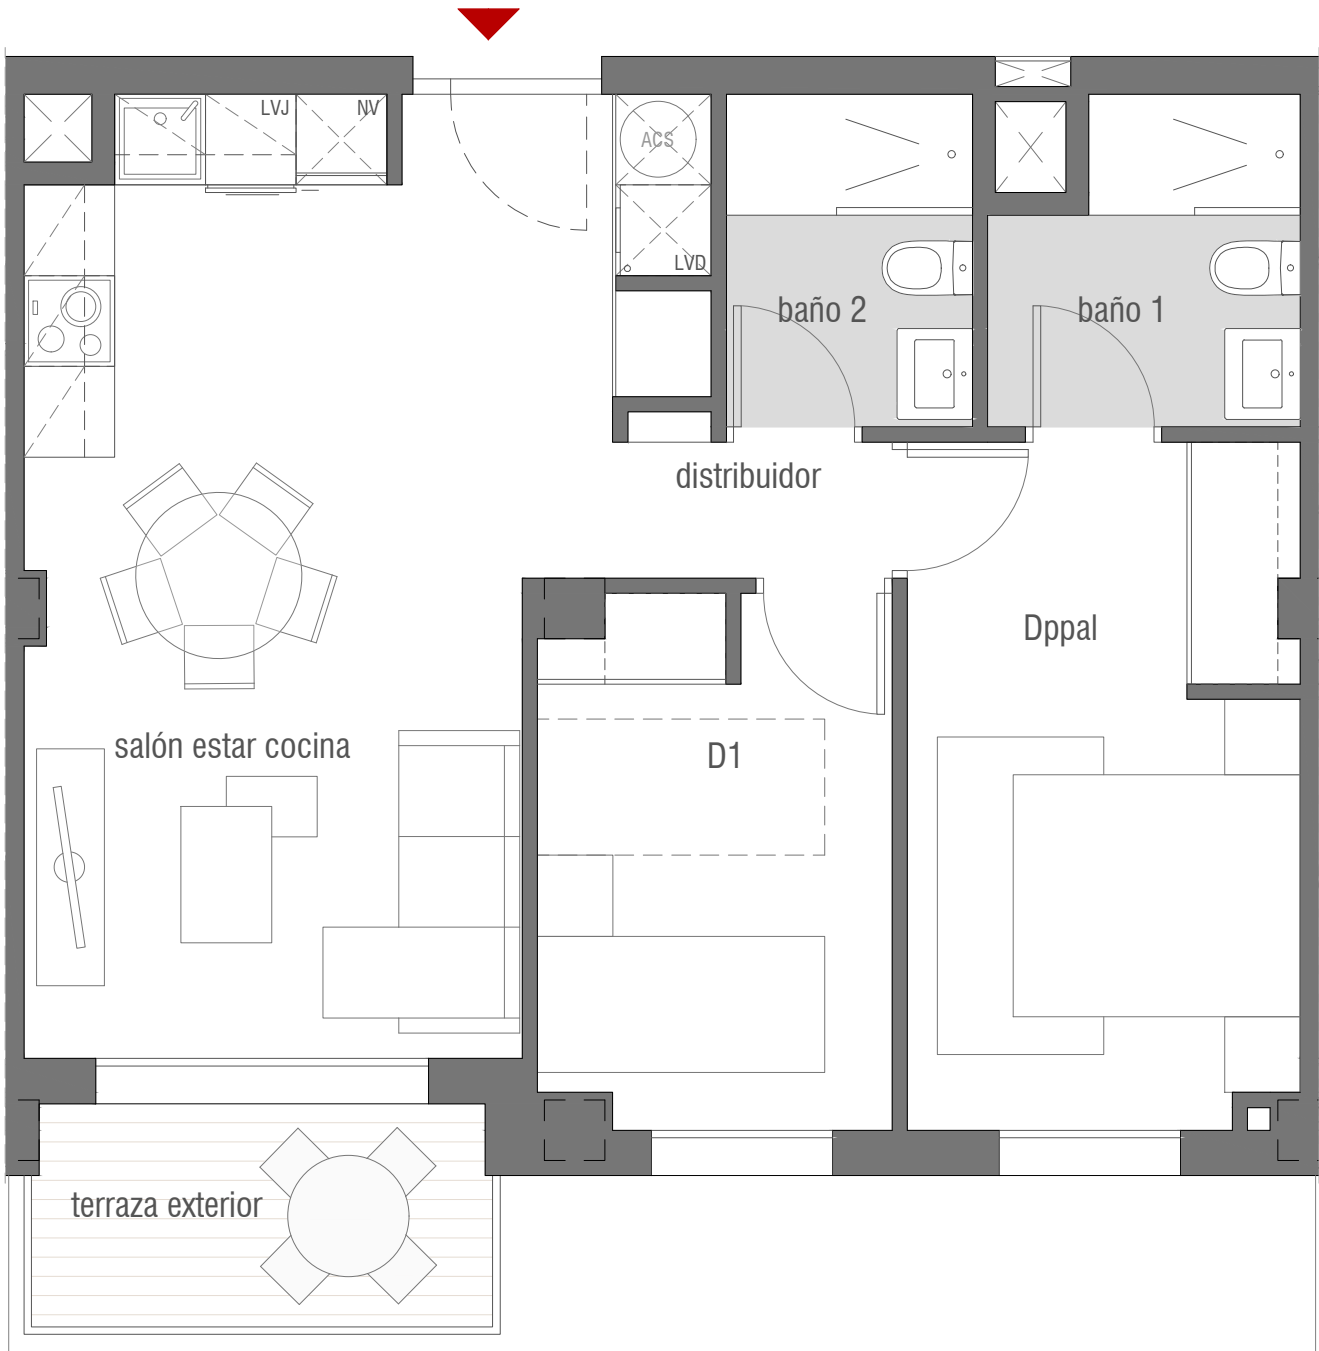 LVJ
NV
ACS
LVD
baño 2
baño 1
distribuidor
Dppal
salón estar cocina
D1
terraza exterior